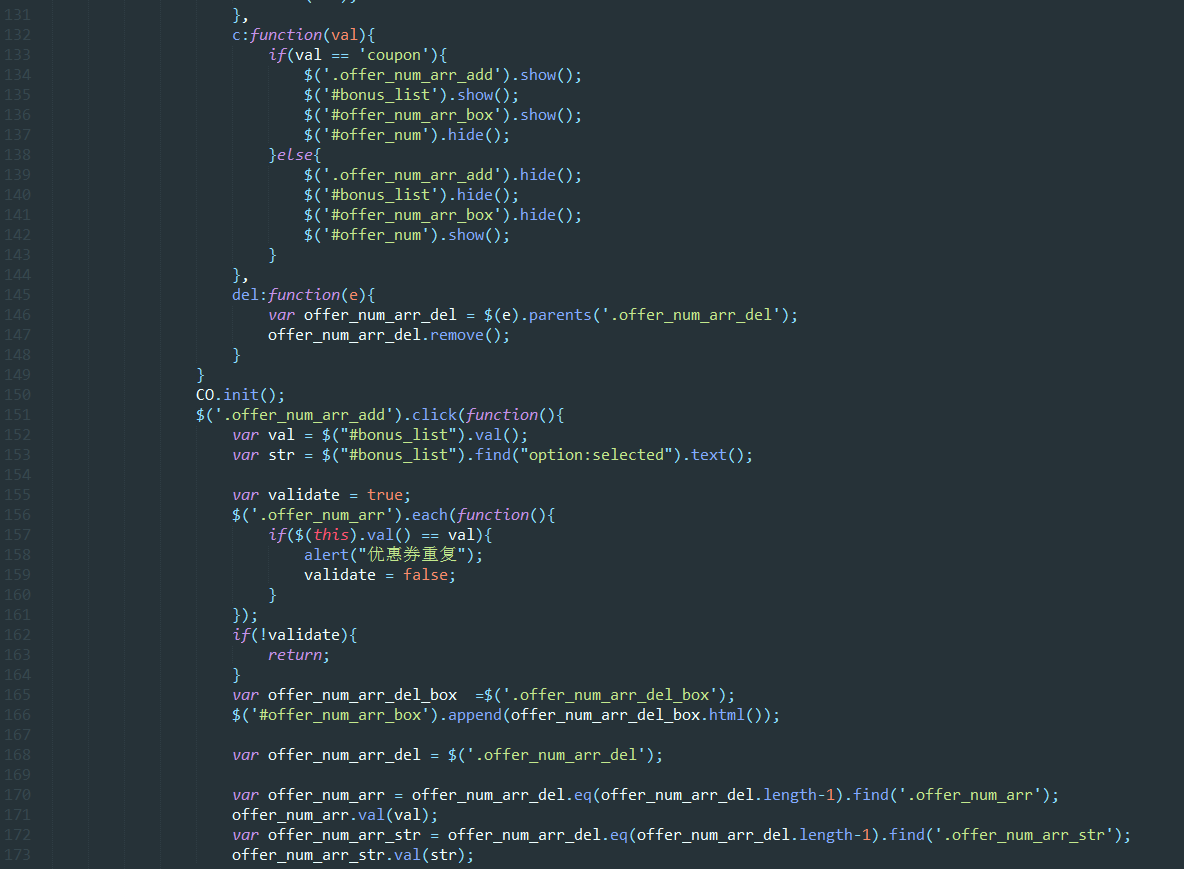 131 },
132 c:function(val){
133 if(val == 'coupon'){
134 $('.offer_num_arr_add').show();
135 $('#bonus_list').show();
136 $('#offer_num_arr_box').show();
137 $('#offer_num').hide();
138 }else{
139 $('.offer_num_arr_add').hide();
140 $('#bonus_list').hide();
141 $('#offer_num_arr_box').hide();
142 $('#offer_num').show();
143 }
144 },
145 del:function(e){
146 var offer_num_arr_del = $(e).parents('.offer_num_arr_del');
147 offer_num_arr_del.remove();
148 }
149 }
150 CO.init();
151 $('.offer_num_arr_add').click(function(){
152 var val = $("#bonus_list").val();
153 var str = $("#bonus_list").find("option:selected").text();
154
155 var validate = true;
156 $('.offer_num_arr').each(function(){
157 if($(this).val() == val){
158 alert("优惠券重复");
159 validate = false;
160 }
161 });
162 if(!validate){
163 return;
164 }
165 var offer_num_arr_del_box  =$('.offer_num_arr_del_box');
166 $('#offer_num_arr_box').append(offer_num_arr_del_box.html());
167
168 var offer_num_arr_del = $('.offer_num_arr_del');
169
170 var offer_num_arr = offer_num_arr_del.eq(offer_num_arr_del.length-1).find('.offer_num_arr');
171 offer_num_arr.val(val);
172 var offer_num_arr_str = offer_num_arr_del.eq(offer_num_arr_del.length-1).find('.offer_num_arr_str');
173 offer_num_arr_str.val(str);